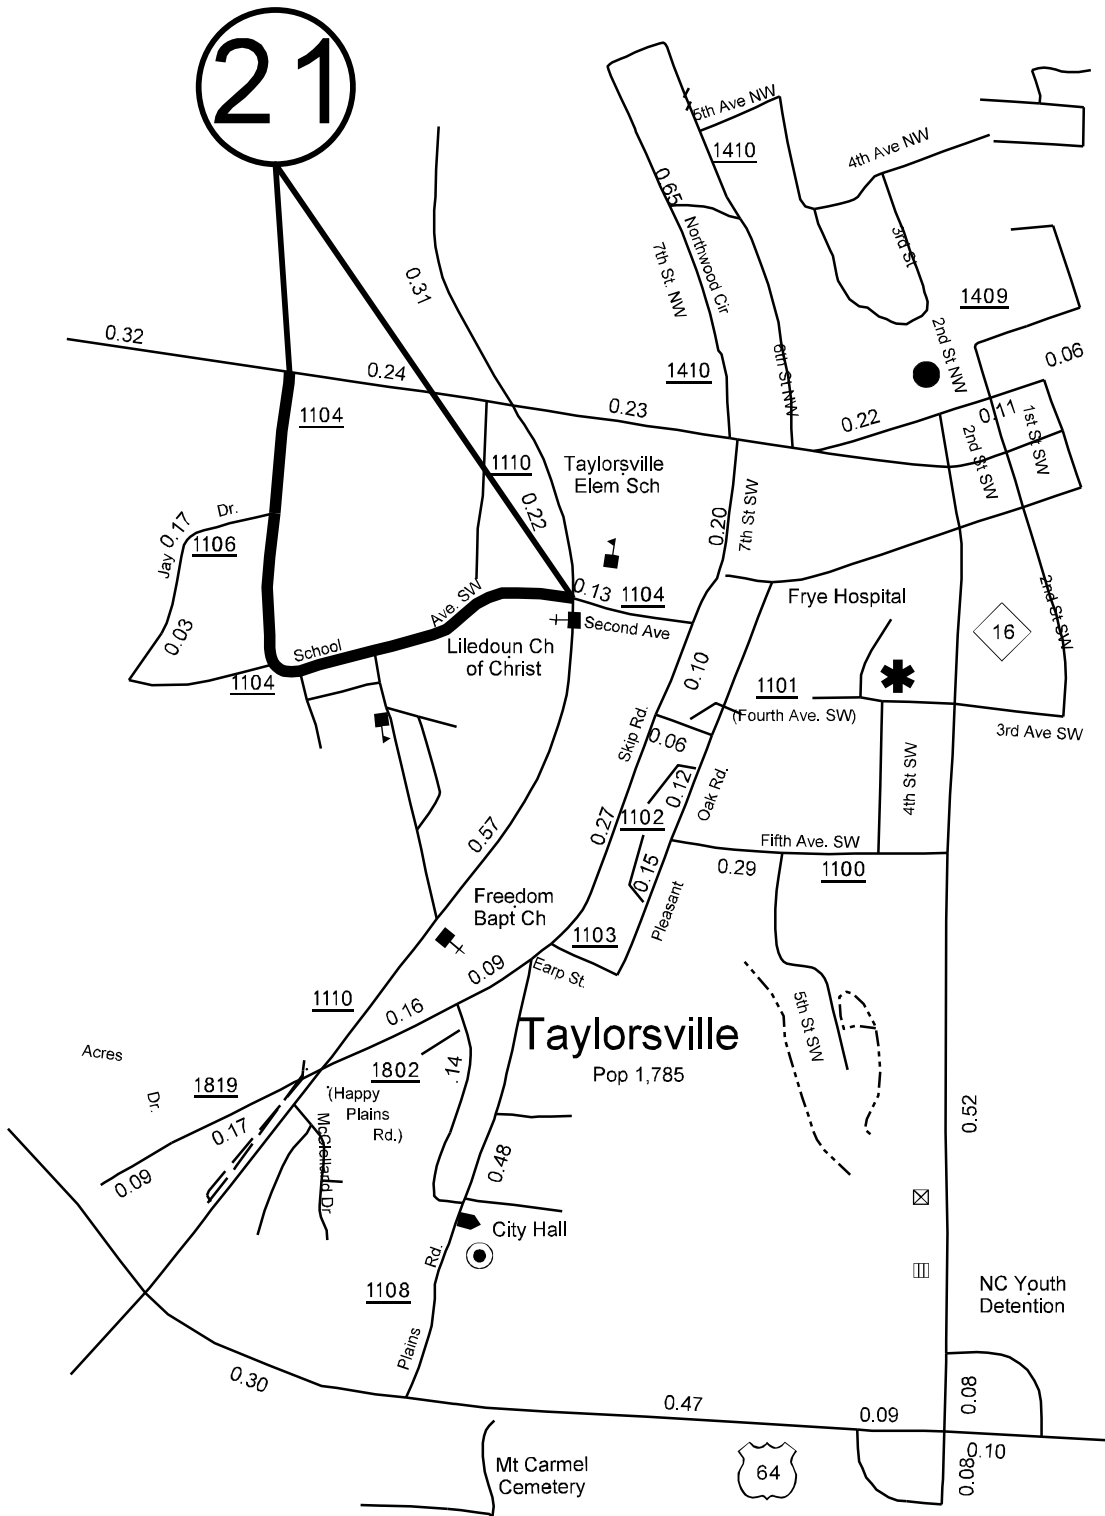 21
5th Ave NW
4th Ave NW
1410
0.65
3rd St
Northwood Cir
7th St. NW
0.31
1409
2nd St NW
0.06
0.32
0.24
1410
6th St NW
0.23
0.22
0.11
1st St SW
1104
2nd St SW
1110
Taylorsville
Elem Sch
0.22
7th St SW
0.20
Dr.
0.17
Jay
1106
0.13
1104
Frye Hospital
2nd St SW
Ave. SW
Second Ave
16
0.03
School
Liledoun Ch
of Christ
1104
0.10
1101
(Fourth Ave. SW)
3rd Ave SW
Skip Rd.
0.06
4th St SW
0.12
Oak Rd.
0.57
0.27
1102
Fifth Ave. SW
0.29
1100
0.15
Freedom
Bapt Ch
Pleasant
1103
0.09
Earp St.
1110
0.16
5th St SW
Taylorsville
Pop 1,785
Acres
1819
1802
.14
(Happy
Plains
Rd.)
Dr.
0.17
McClelland Dr
0.52
0.09
0.48
City Hall
Rd.
1108
NC Youth
Detention
Plains
0.30
0.47
0.09
0.08
0.10
0.08
Mt Carmel
Cemetery
64